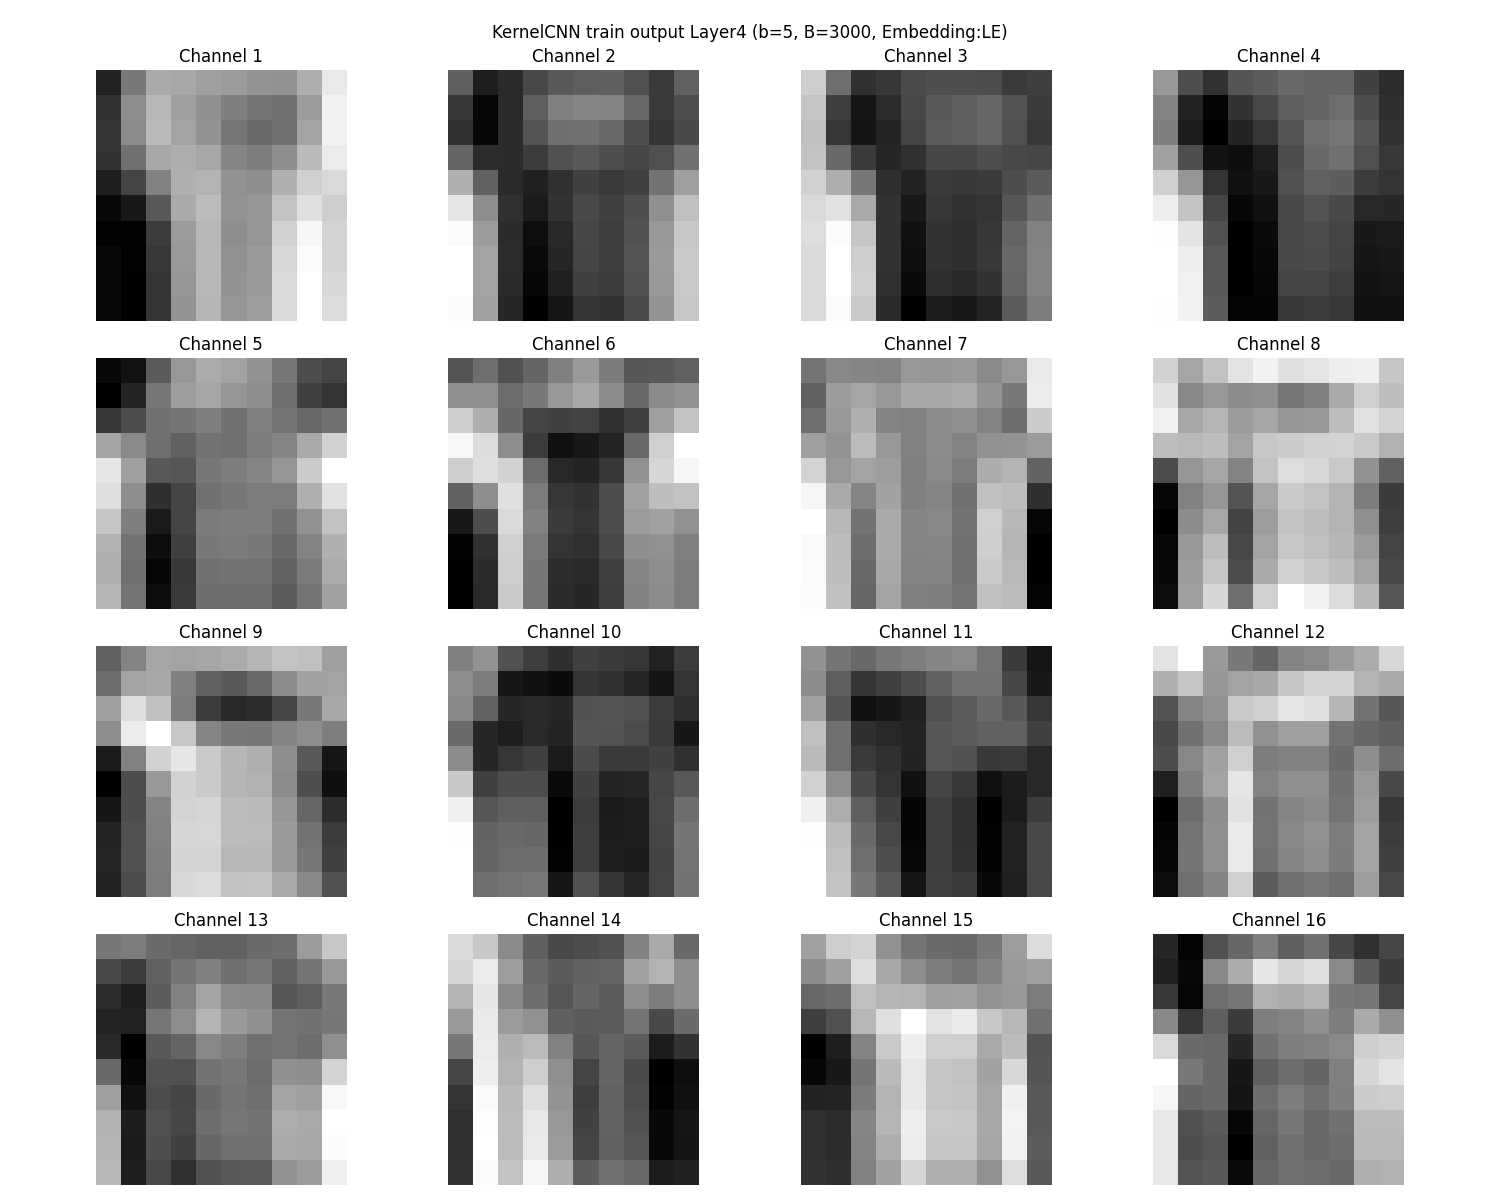 KernelCNN train output Layer4 (b=5, B=3000, Embedding:LE)
Channel 1
Channel 2
Channel 3
Channel 4
Channel 5
Channel 6
Channel 7
Channel 8
Channel 9
Channel 10
Channel 11
Channel 12
Channel 13
Channel 14
Channel 15
Channel 16